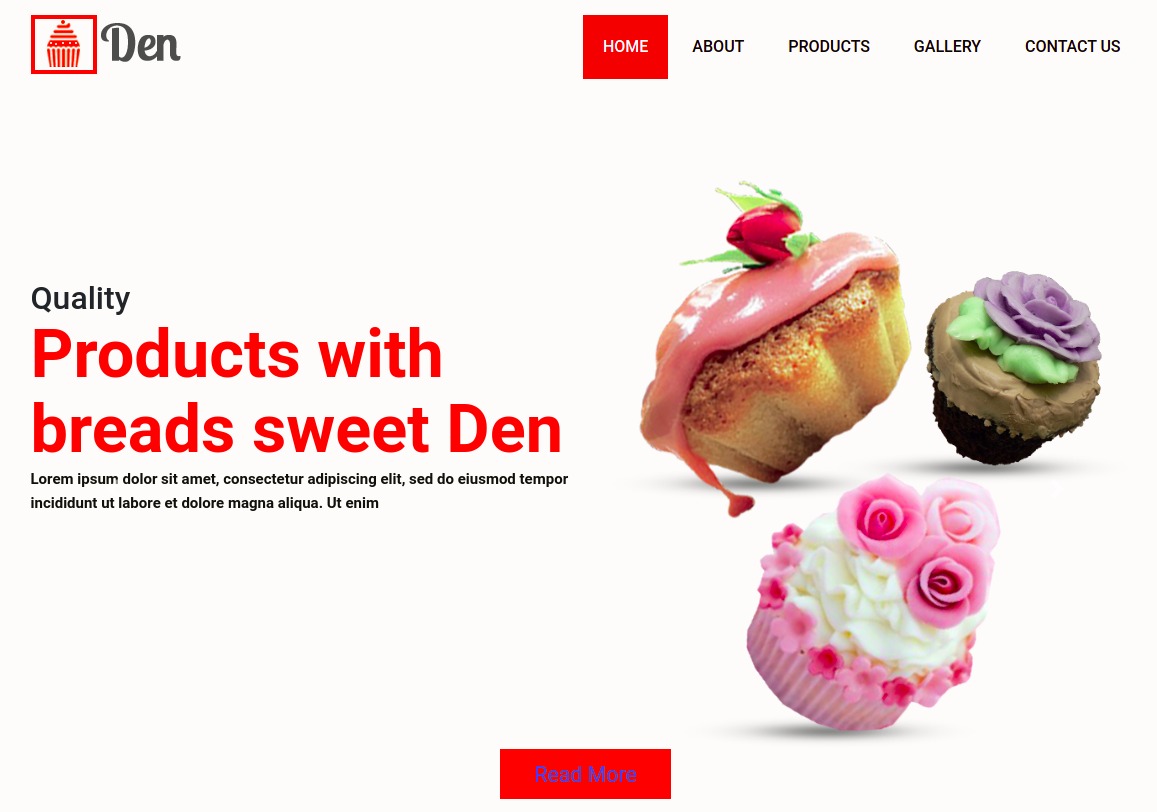 Den
HOME ABOUT PRODUCTS GALLERY CONTACT US
Quality
Products with
breads sweet Den
Lorem ipsum dolor sit amet, consectetur adipiscing elit, sed do eiusmod tempor
incididunt ut labore et dolore magna aliqua. Ut enim
Read More